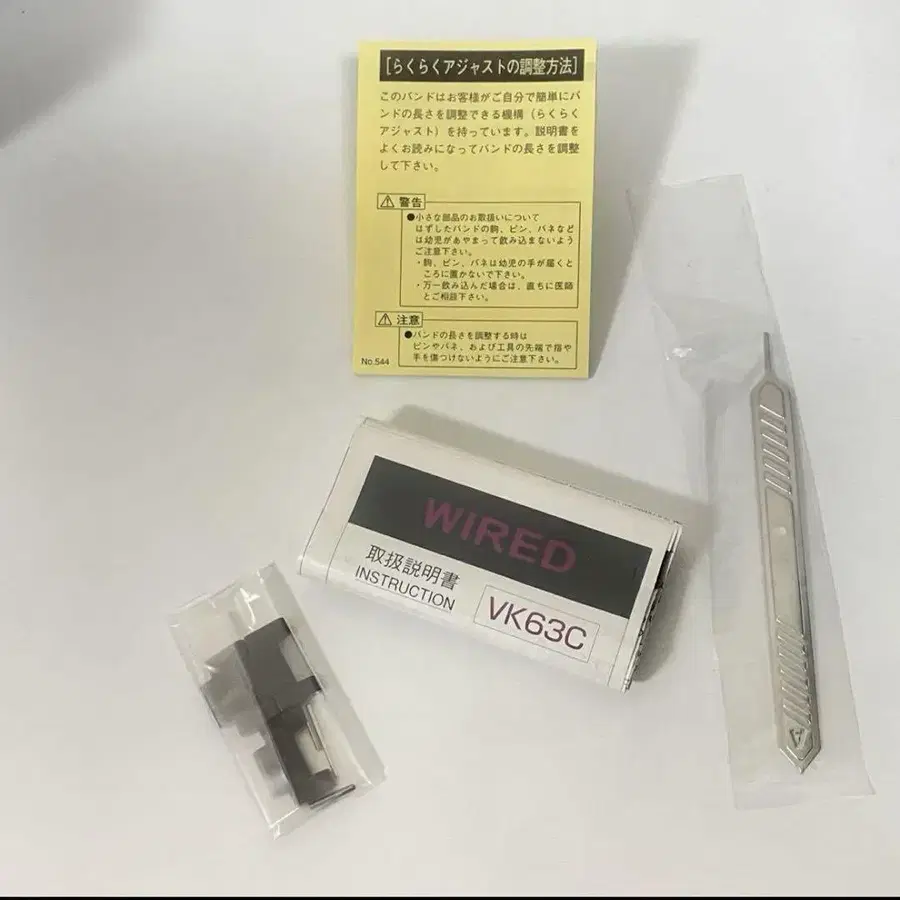 [らくらくアジャストの調整方法]
このバンドはお客様がご自分で簡単にバ
ンドの長さを調整できる機構（らくらく
アジャスト）を持っています。説明書を
よくお読みになってバンドの長さを調整
して下さい。
警告
●小さな部品のお取扱いについて
はずしたバンドの駒、ピン、バネなど
は幼児があやまって飲み込まないよう
ご注意下さい。
・駒、ピン、バネは幼児の手が届くと
ころに置かないで下さい。
・万一飲み込んだ場合は、直ちに医師
とご相談下さい。
注意
●バンドの長さを調整する時は
ピンやバネ、および工具の先端で指や
手を傷つけないようにご注意下さい。
No.544
WIRED
取扱説明書
INSTRUCTION
VK63C